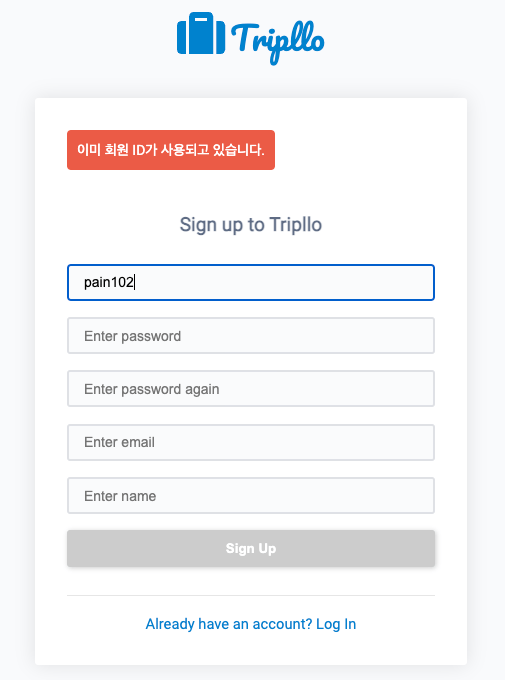 Tripllo
이미 회원 ID가 사용되고 있습니다.
Sign up to Tripllo
pain102
Enter password
Enter password again
Enter email
Enter name
Sign Up
Already have an account? Log In